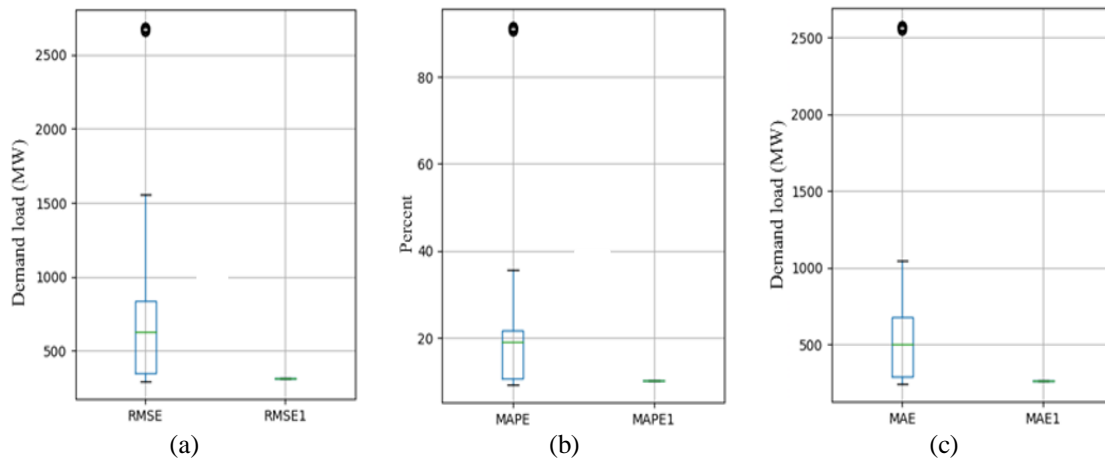 Demand load (MW)
2500
2000
1500
1000
500
RMSE
RMSE1
(a)
Percent
80
60
40
20
MAPE
MAPE1
(b)
Demand load (MW)
2500
2000
1500
1000
500
MAE
MAE1
(c)